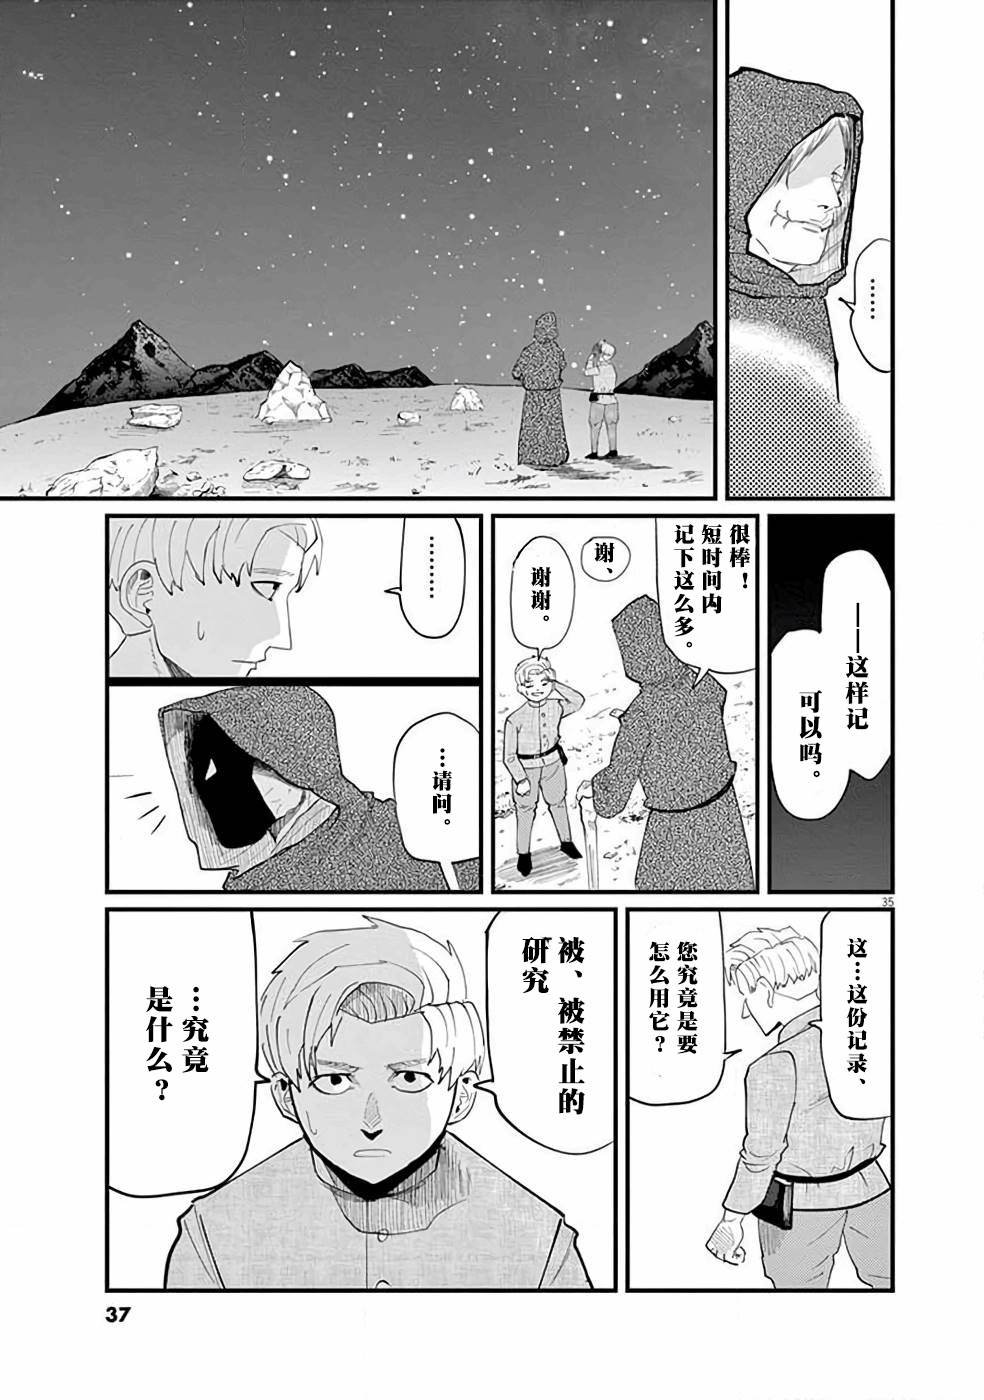 ……
——这样记
可以吗。
很棒！
短时间内
记下这么多。
谢、
谢谢。
………
…请问。
35
这…这份记录、
您究竟是要
怎么用它？
被、被禁止的
研究
…究竟
是什么？
37